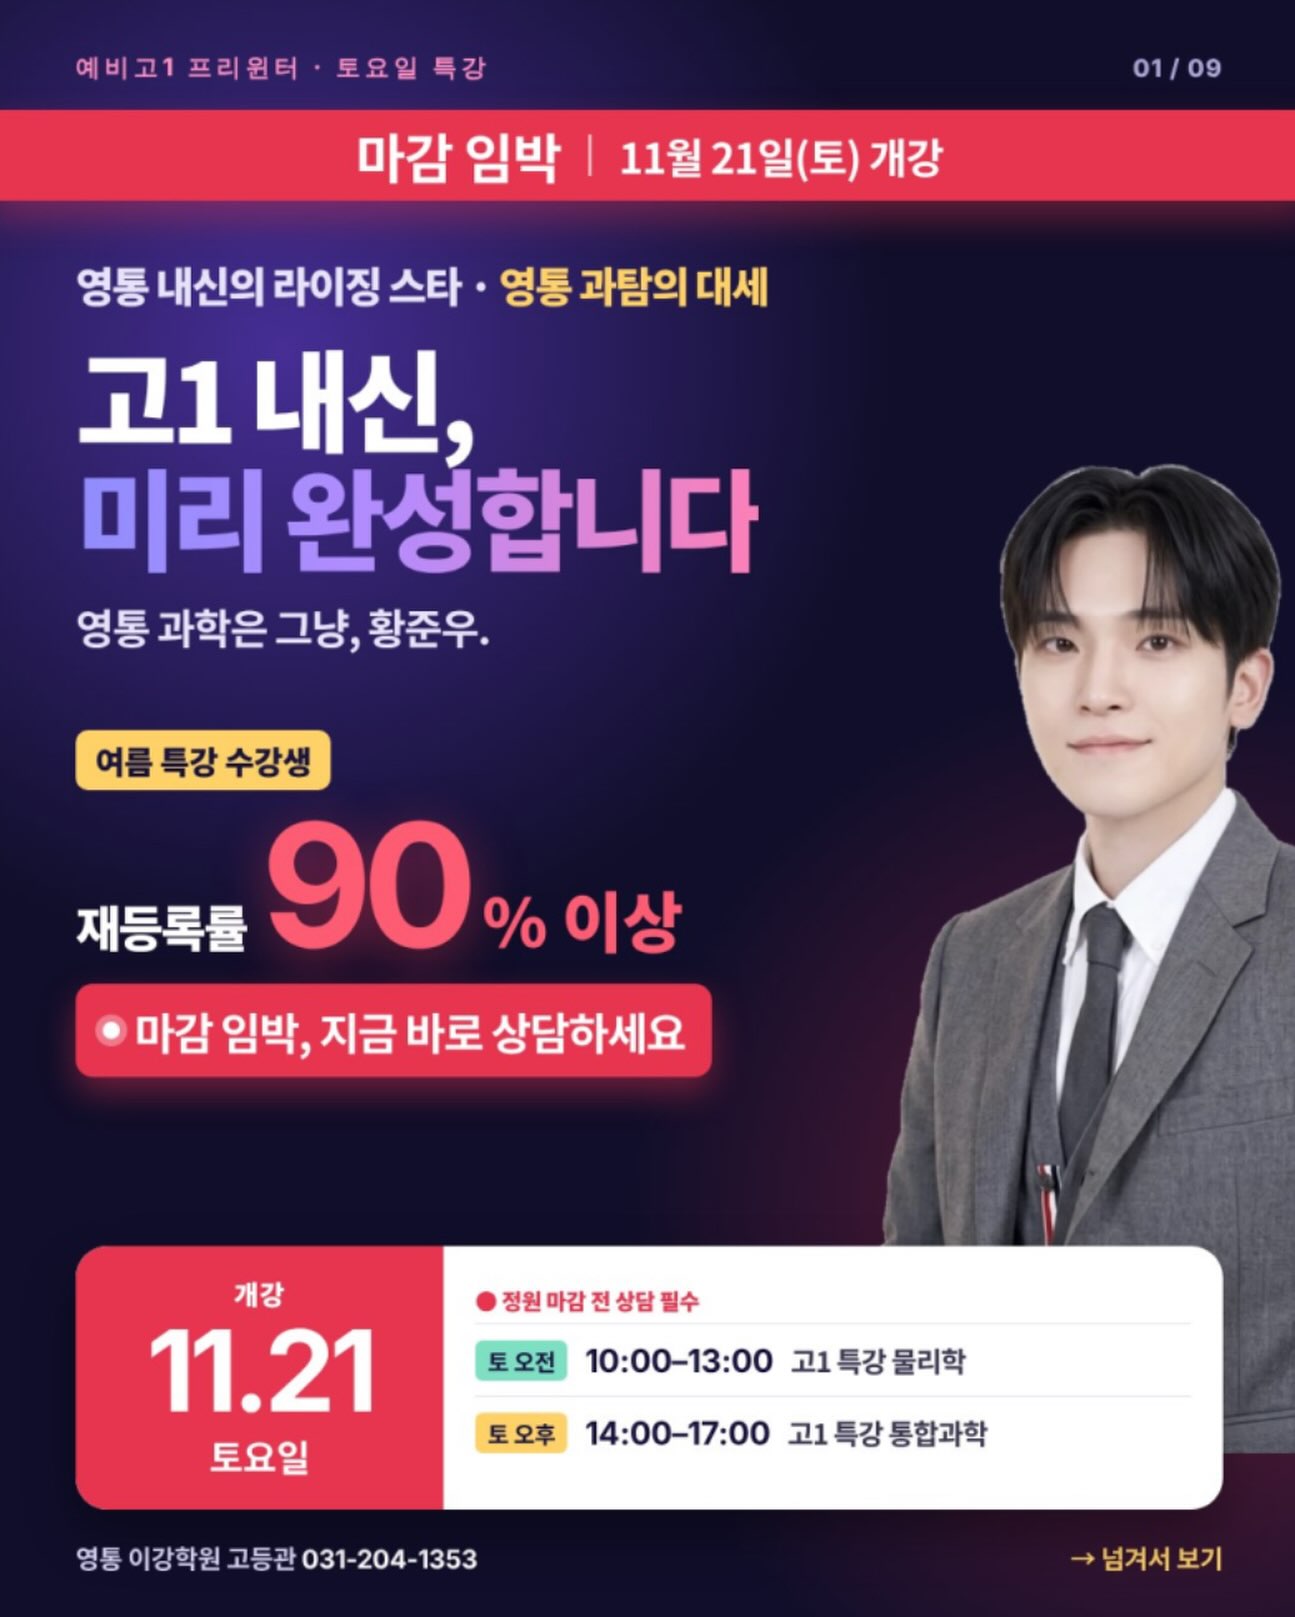 예비고1 프리윈터 · 토요일 특강
01 / 09
마감 임박 | 11월 21일(토) 개강
영통 내신의 라이징 스타 · 영통 과탐의 대세
고1 내신,
미리 완성합니다
영통 과학은 그냥, 황준우.
여름 특강 수강생
재등록률 90% 이상
마감 임박, 지금 바로 상담하세요
개강
11.21
토요일
정원 마감 전 상담 필수
토 오전 10:00–13:00 고1 특강 물리학
토 오후 14:00–17:00 고1 특강 통합과학
영통 이강학원 고등관 031-204-1353
→ 넘겨서 보기